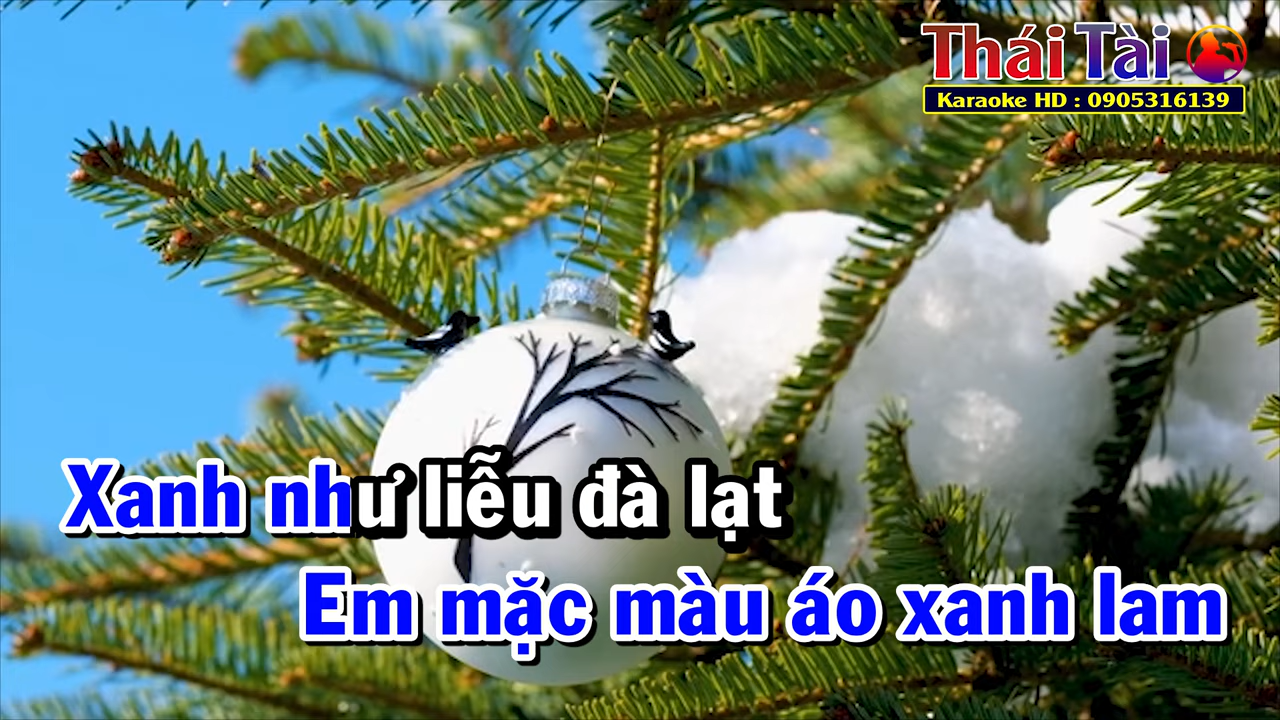 Thái Tài
Karaoke HD : 0905316139
Xanh như liễu đà lạt
Em mặc màu áo xanh lam